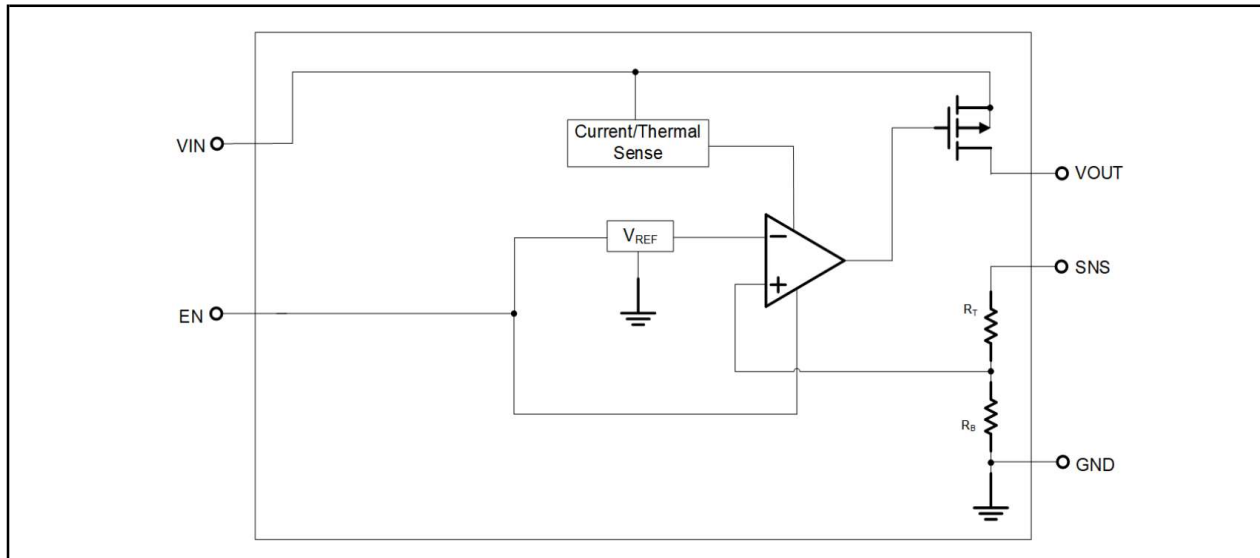 VIN
Current/Thermal
Sense
VOUT
VREF
−
+
SNS
EN
RT
RB
GND